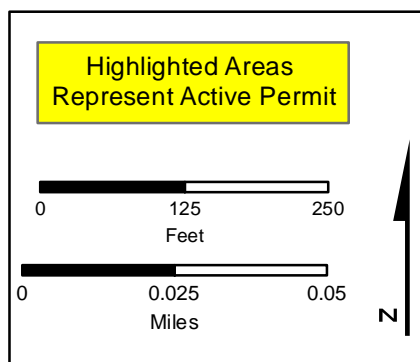 Highlighted Areas
Represent Active Permit
0 125 250
Feet
0 0.025 0.05
Miles
N